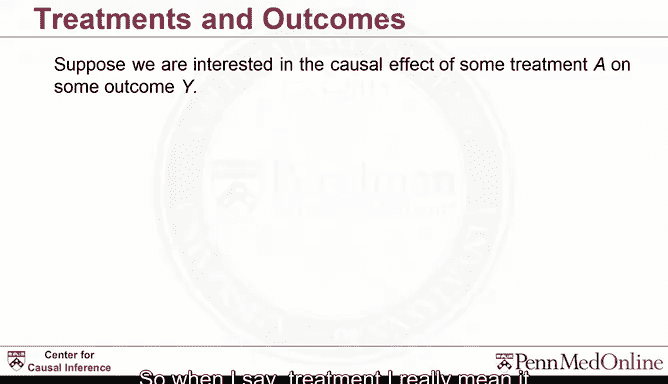 Treatments and Outcomes
Suppose we are interested in the causal effect of some treatment A on
some outcome Y.
Center for
Causal Inference
PennMedOnline
So when I say, treatment I really mean it